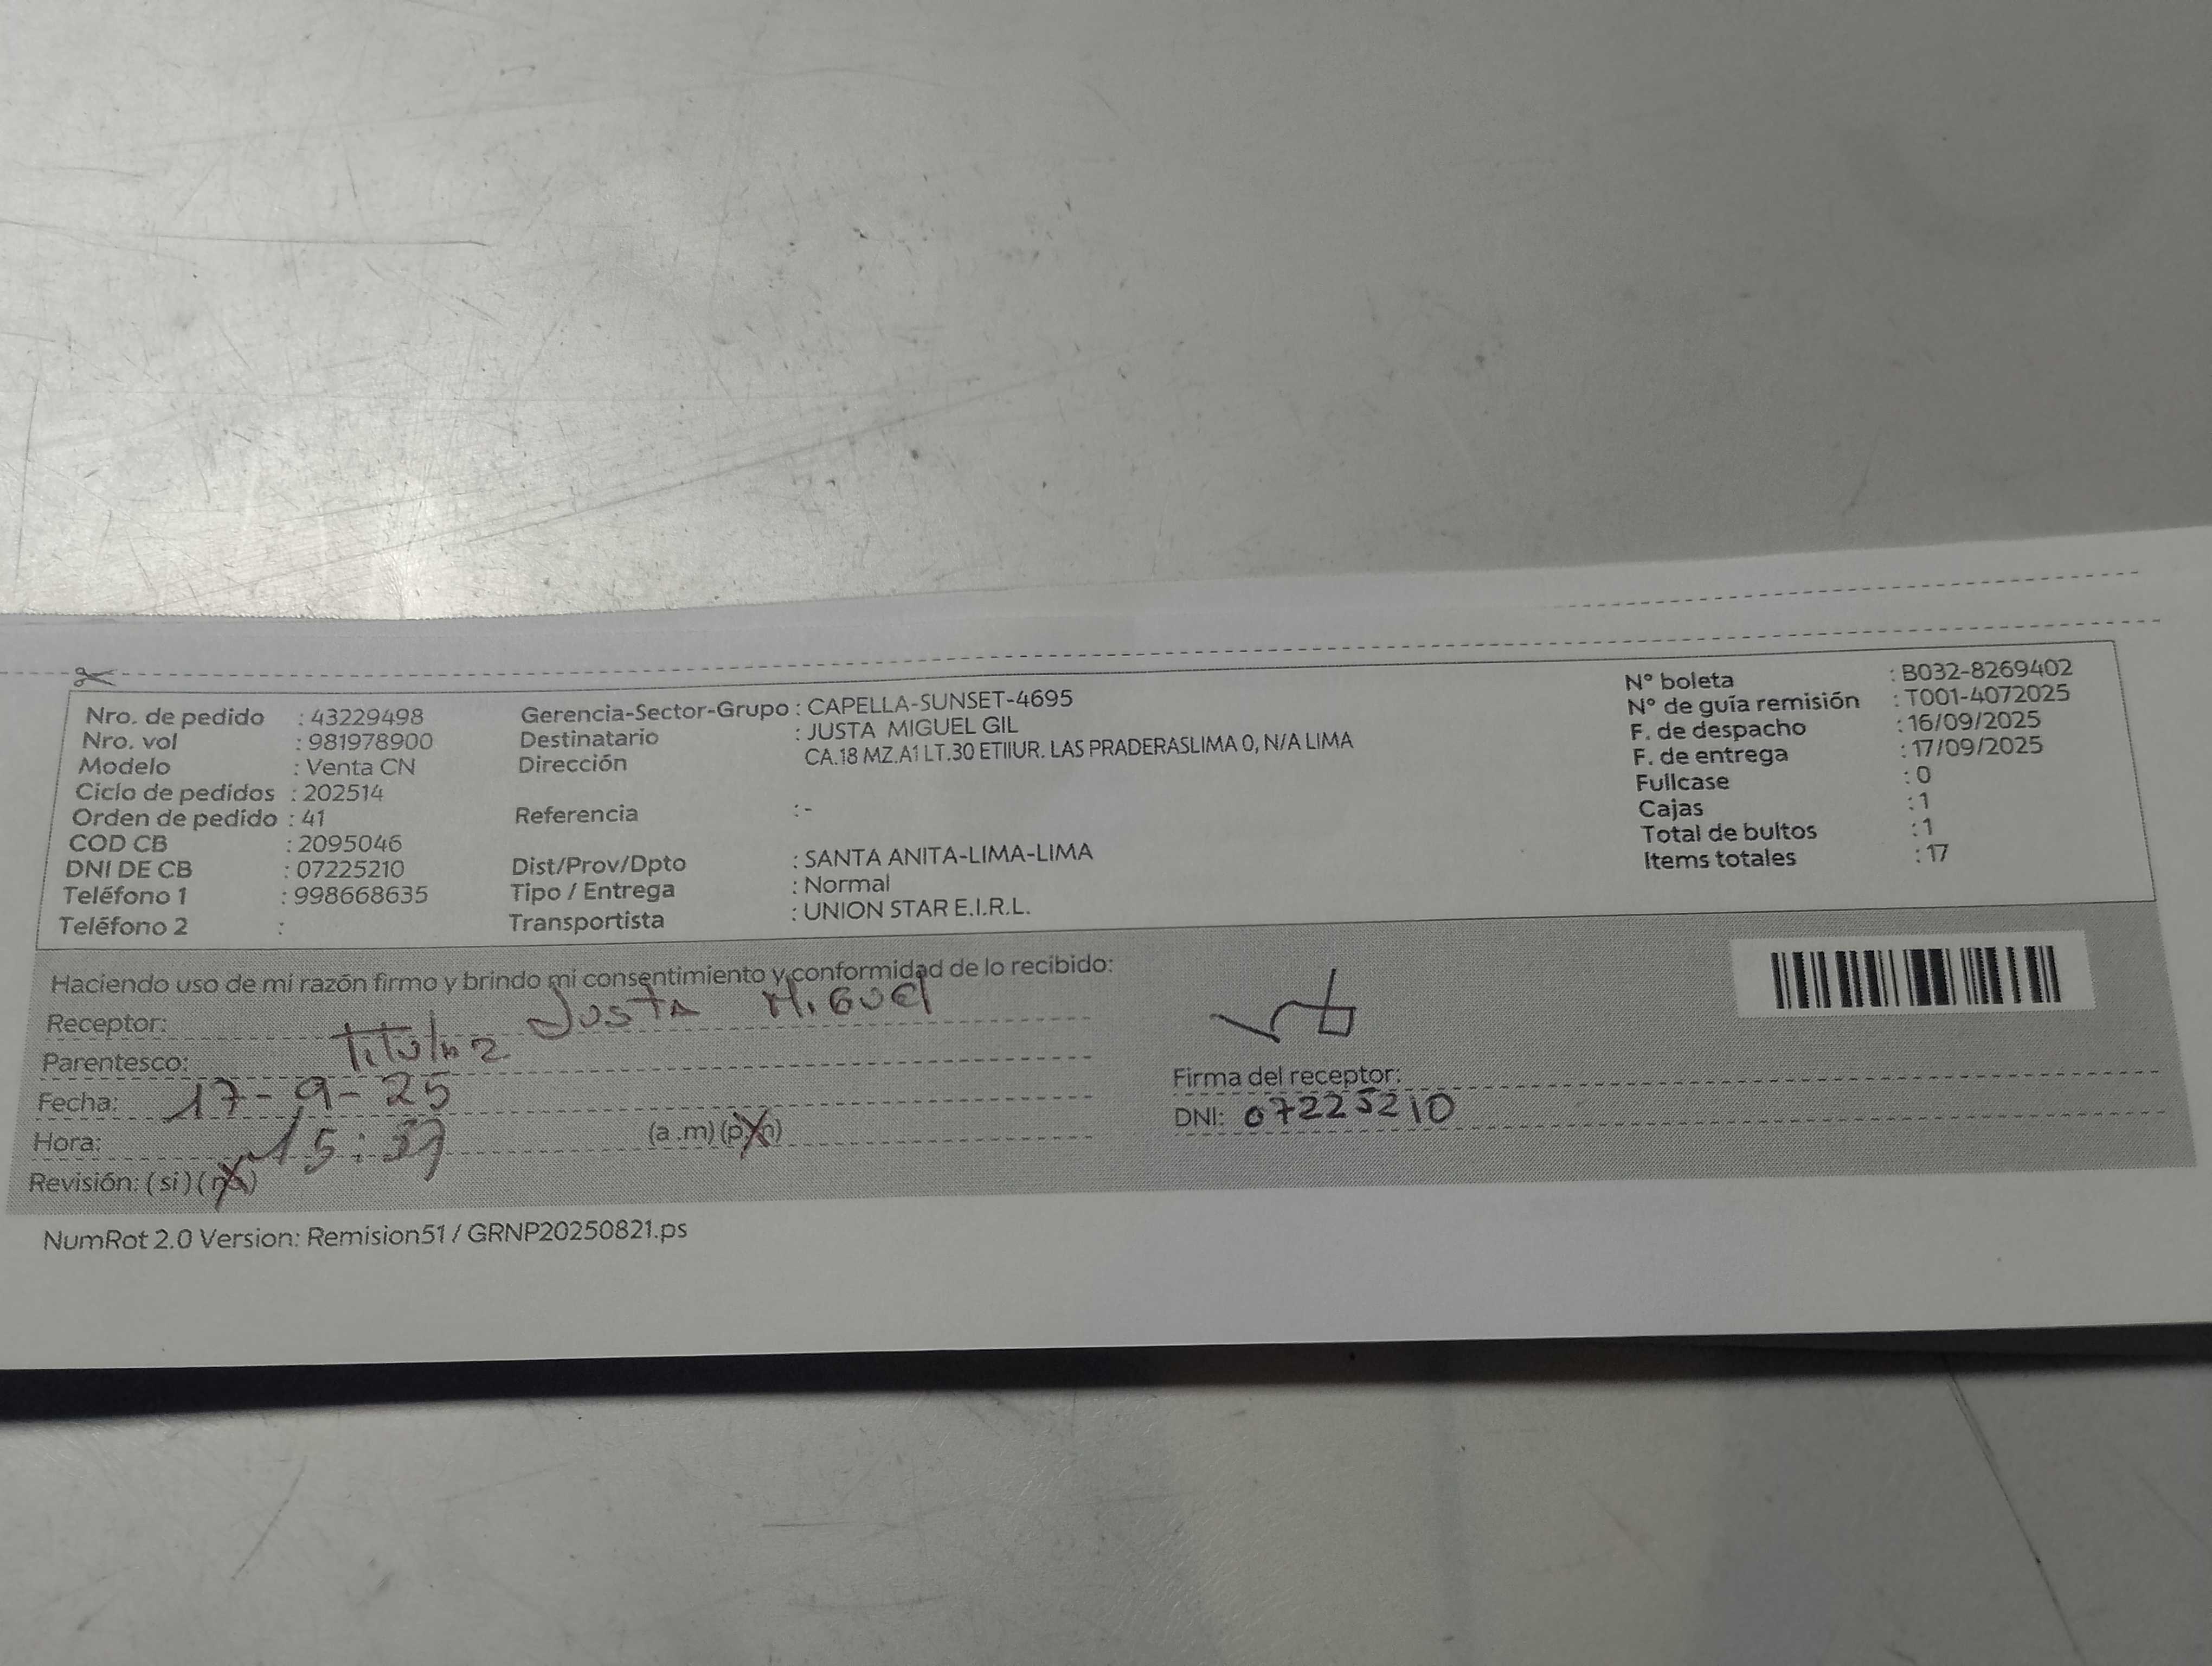 Nro. de pedido : 43229498
Nro. vol : 981978900
Modelo : Venta CN
Ciclo de pedidos : 202514
Orden de pedido : 41
COD CB : 2095046
DNI DE CB : 07225210
Teléfono 1 : 998668635
Teléfono 2 :
Gerencia-Sector-Grupo : CAPELLA-SUNSET-4695
Destinatario : JUSTA MIGUEL GIL
Dirección CA.18 MZ.A1 LT.30 ETIIUR. LAS PRADERASLIMA 0, N/A LIMA
Referencia : -
Dist/Prov/Dpto : SANTA ANITA-LIMA-LIMA
Tipo / Entrega : Normal
Transportista : UNION STAR E.I.R.L.
N° boleta : B032-8269402
N° de guía remisión : T001-4072025
F. de despacho : 16/09/2025
F. de entrega : 17/09/2025
Fullcase : 0
Cajas : 1
Total de bultos : 1
Items totales : 17
Haciendo uso de mi razón firmo y brindo mi consentimiento y conformidad de lo recibido:
Receptor: Justa Miguel
Parentesco: Titular
Fecha: 17-9-25
Hora: 15: (a.m) (p.m)
Revisión: (si) (no)
Firma del receptor:
DNI: 07225210
NumRot 2.0 Version: Remision51 / GRNP20250821.ps